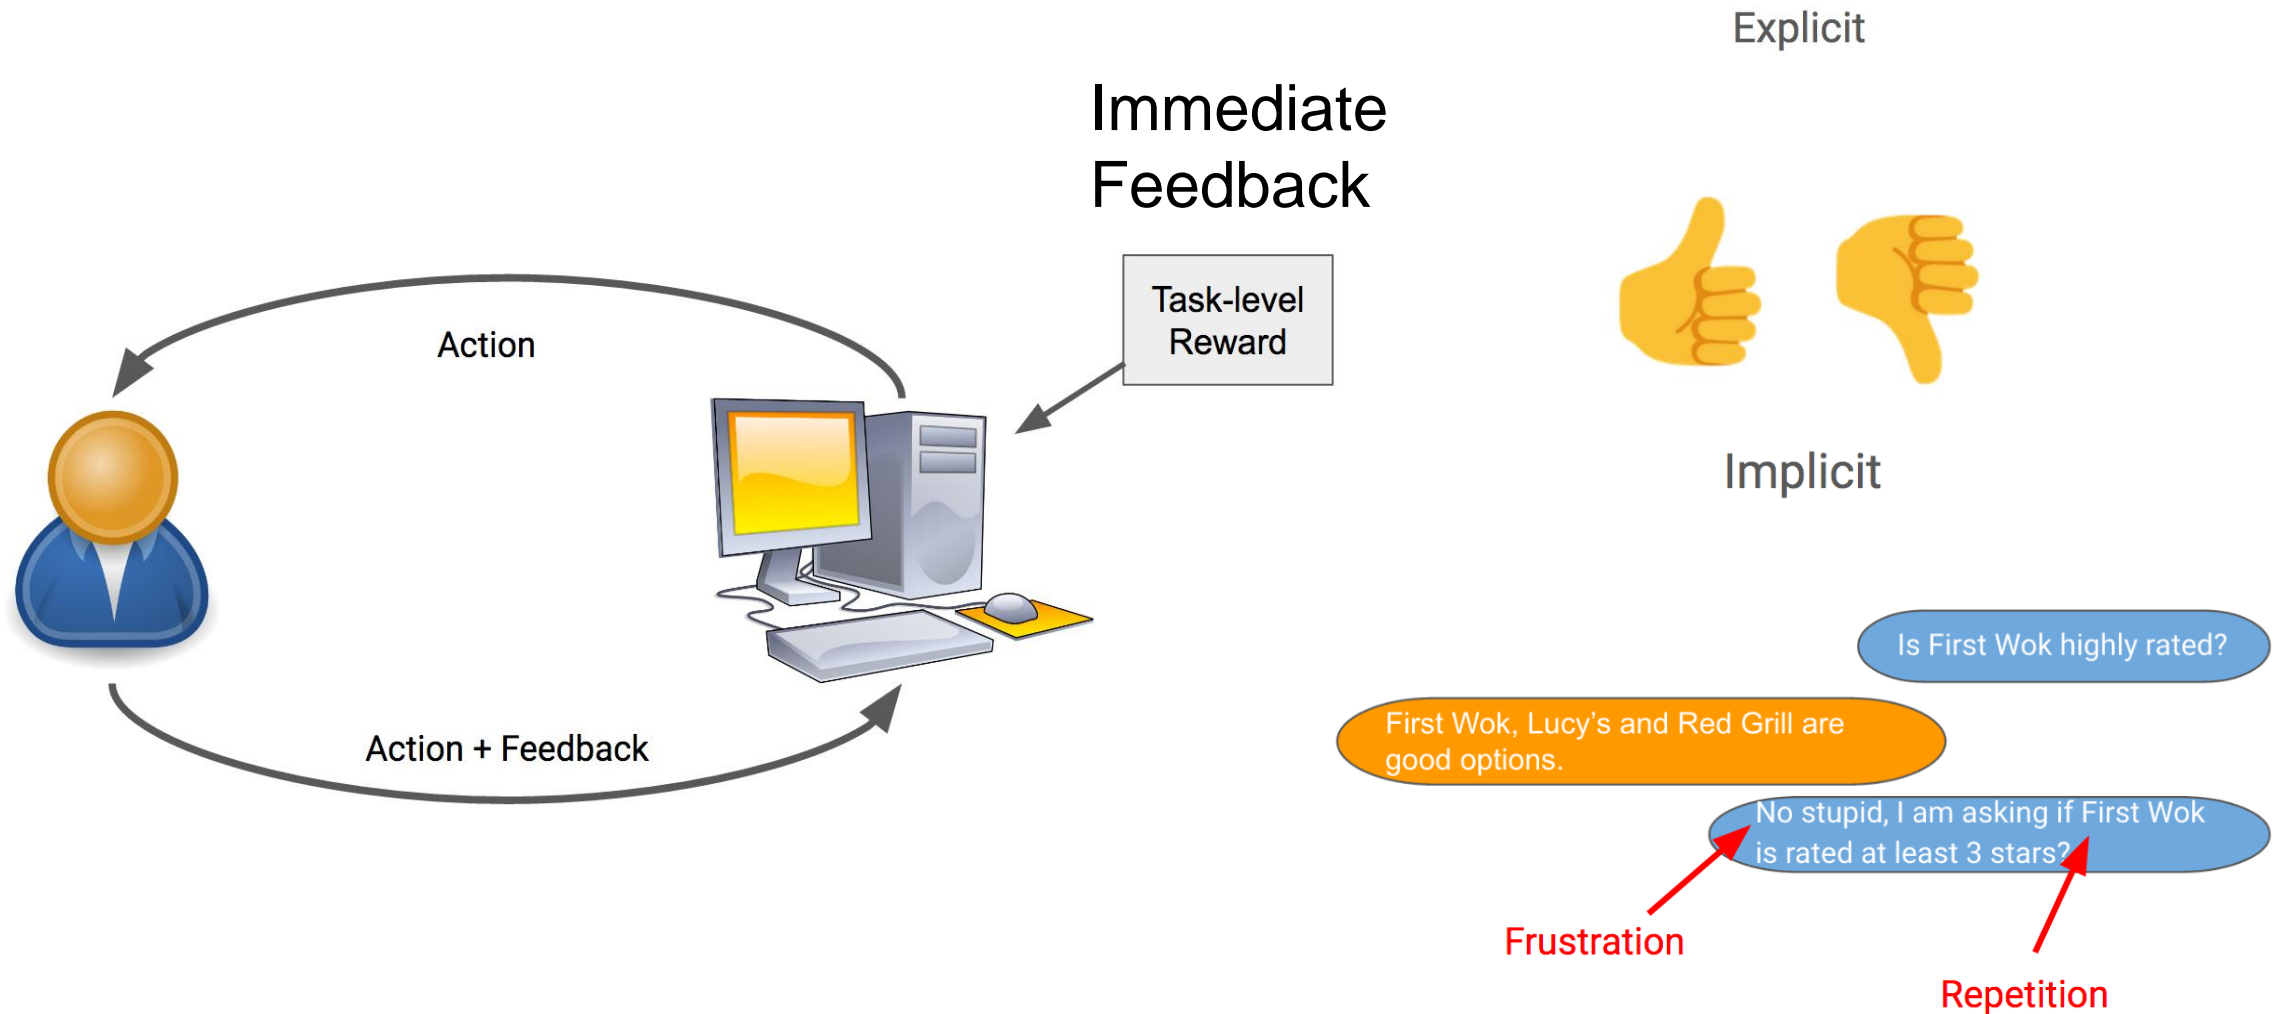 Explicit
Immediate
Feedback
Task-level
Reward
Action
Implicit
Is First Wok highly rated?
First Wok, Lucy's and Red Grill are
good options.
Action + Feedback
No stupid, I am asking if First Wok
is rated at least 3 stars?
Frustration
Repetition